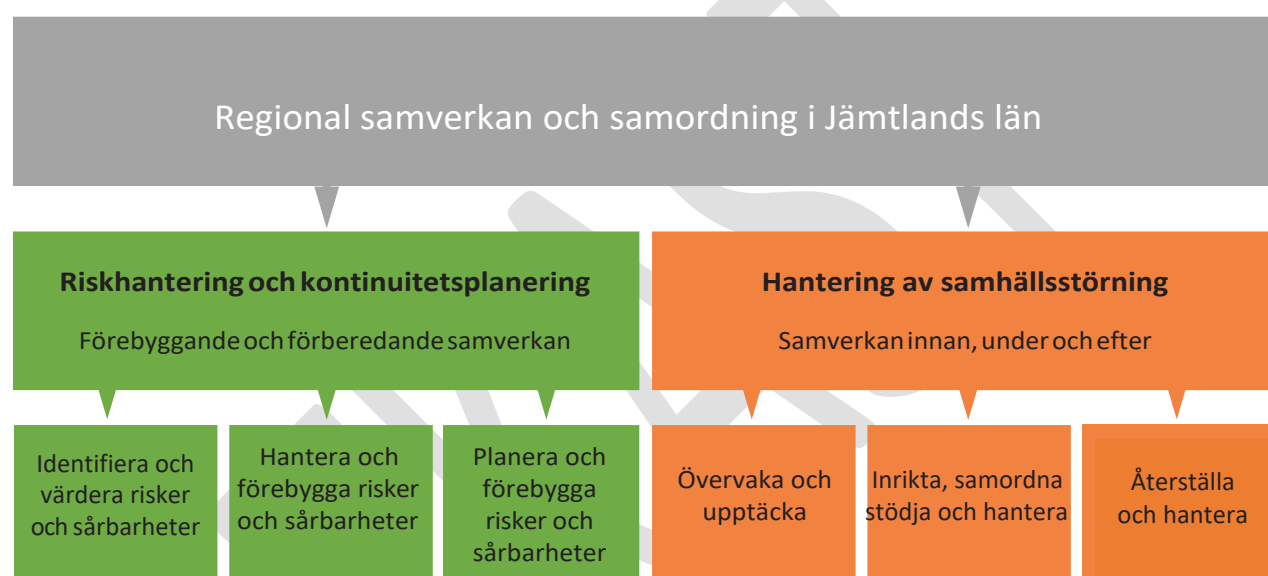 Regional samverkan och samordning i Jämtlands län
Riskhantering och kontinuitetsplanering
Förebyggande och förberedande samverkan
Hantering av samhällsstörning
Samverkan innan, under och efter
Identifiera och
värdera risker
och sårbarheter
Hantera och
förebygga risker
och sårbarheter
Planera och
förebygga
risker och
sårbarheter
Övervaka och
upptäcka
Inrikta, samordna
stödja och hantera
Återställa
och hantera